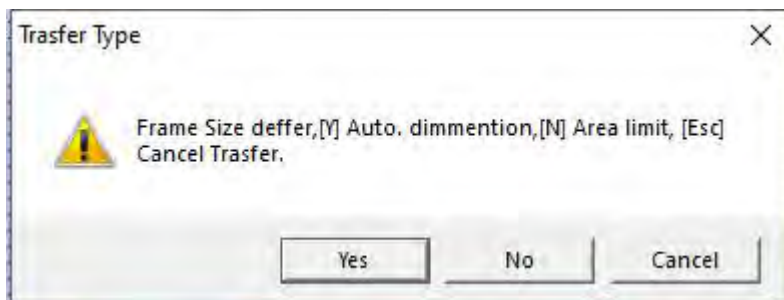 Trasfer Type
Frame Size deffer,[Y] Auto. dimmention,[N] Area limit, [Esc]
Cancel Trasfer.
Yes No Cancel